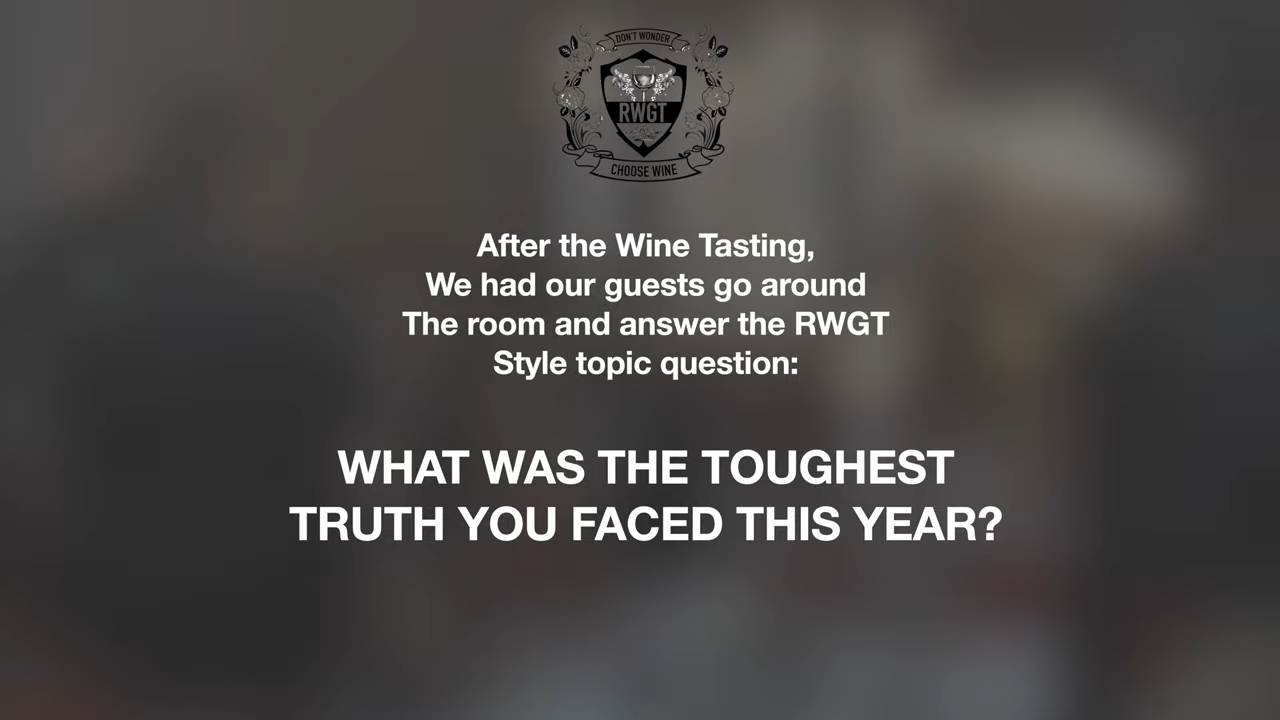 DON'T WONDER
RWGT
CHOOSE WINE
After the Wine Tasting,
We had our guests go around
The room and answer the RWGT
Style topic question:
WHAT WAS THE TOUGHEST
TRUTH YOU FACED THIS YEAR?